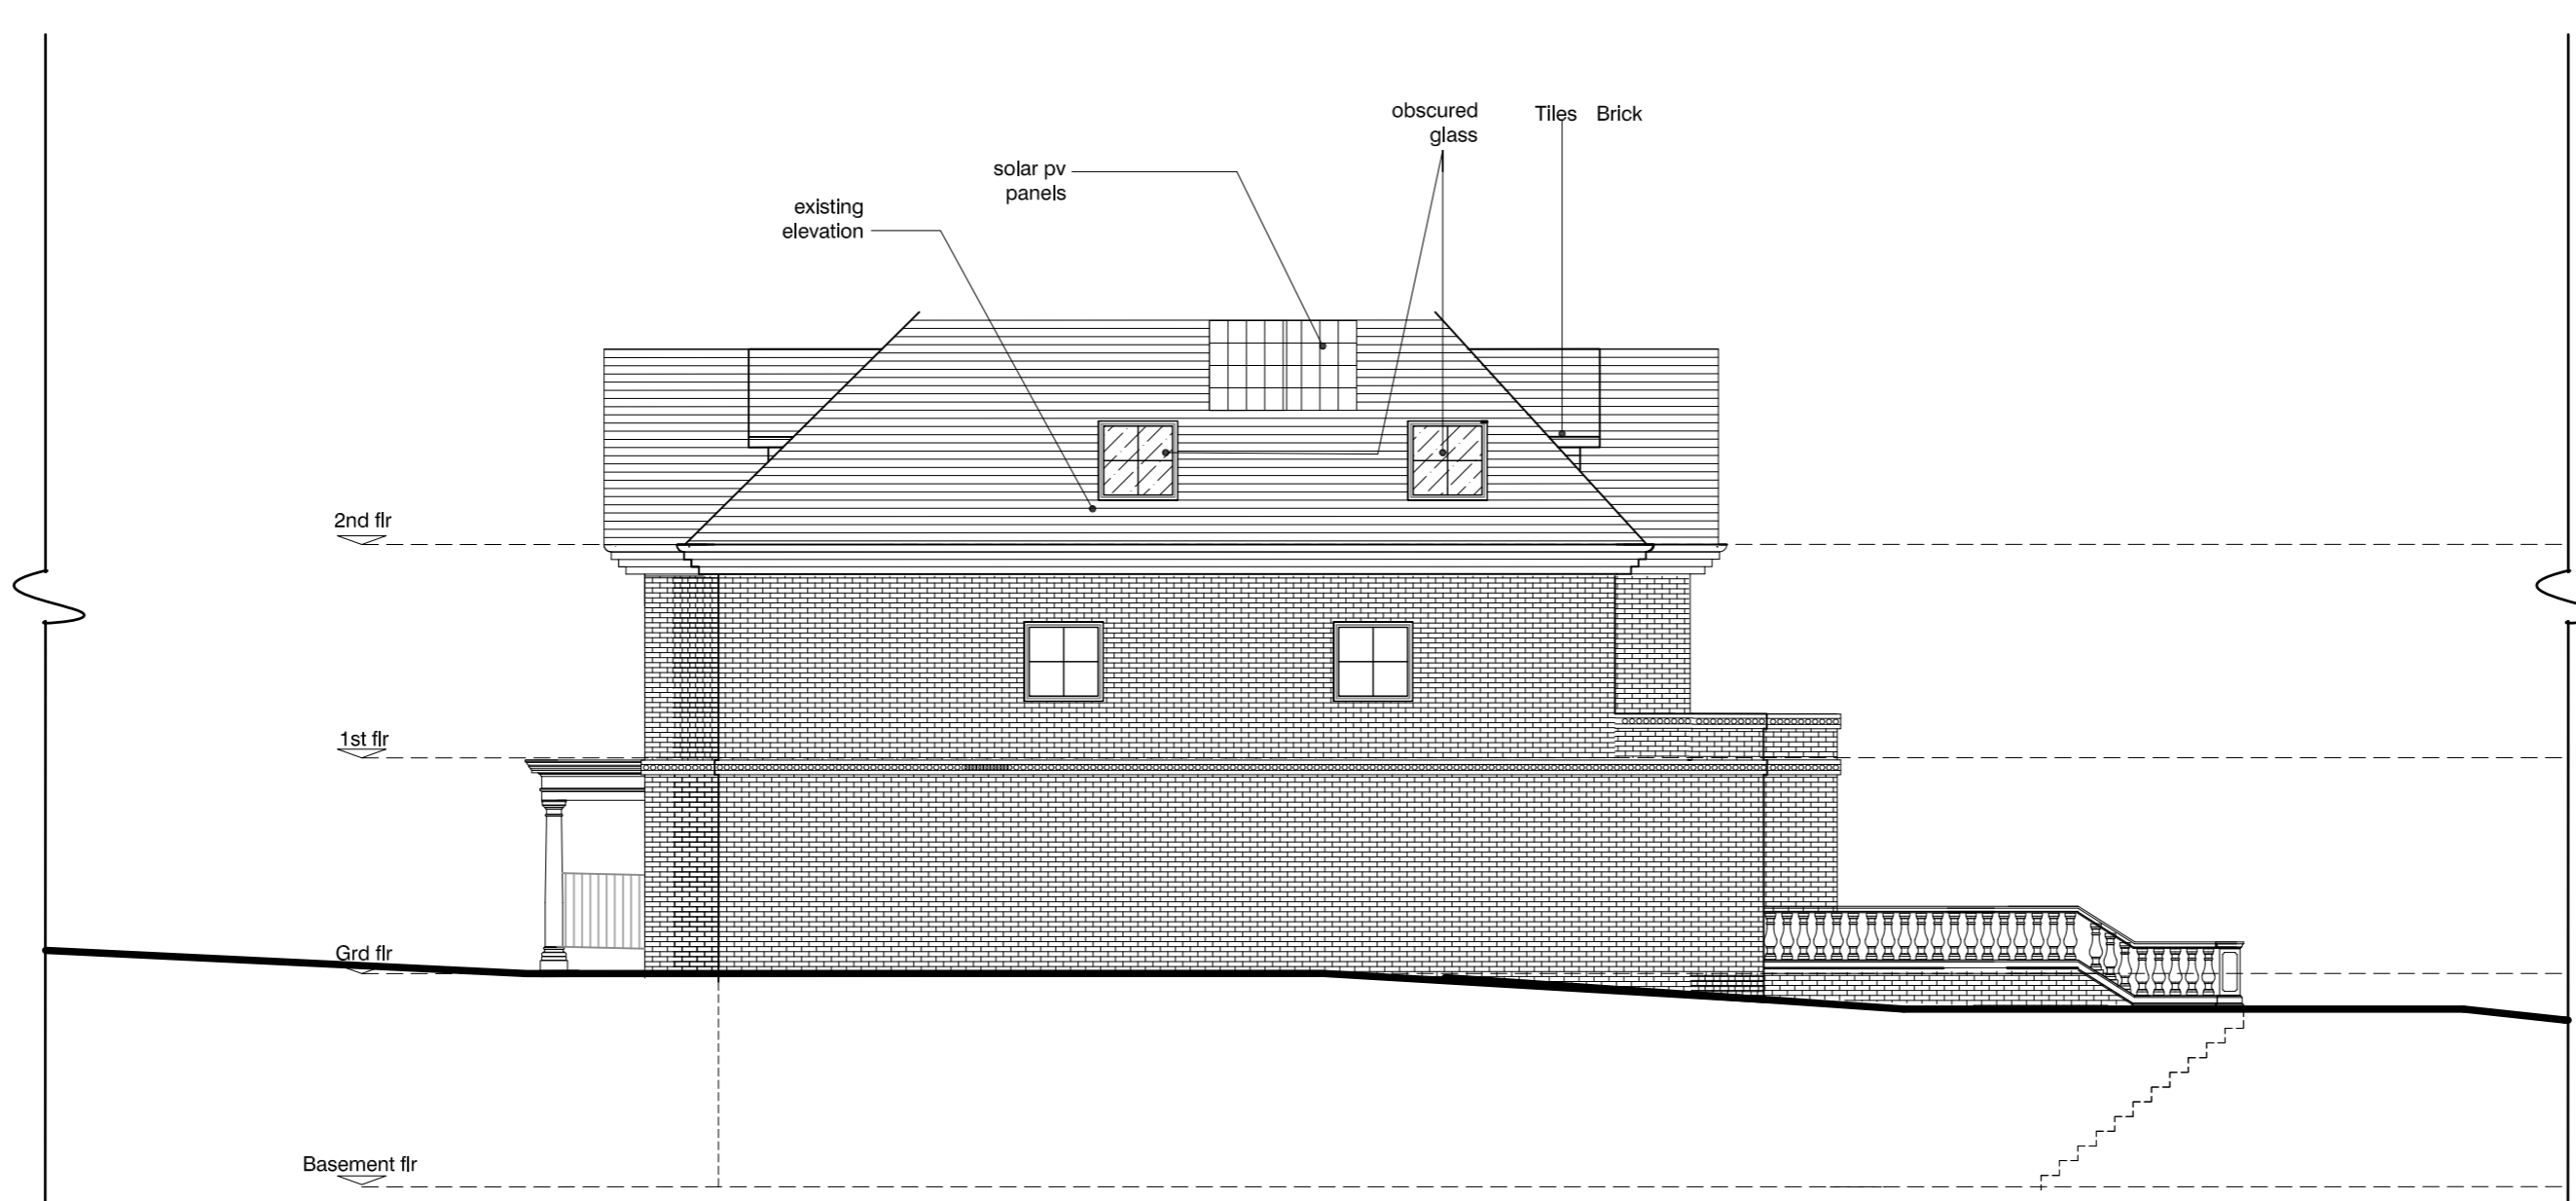 obscured
glass
Tiles Brick
solar pv
panels
existing
elevation
2nd flr
1st flr
Grd flr
Basement flr